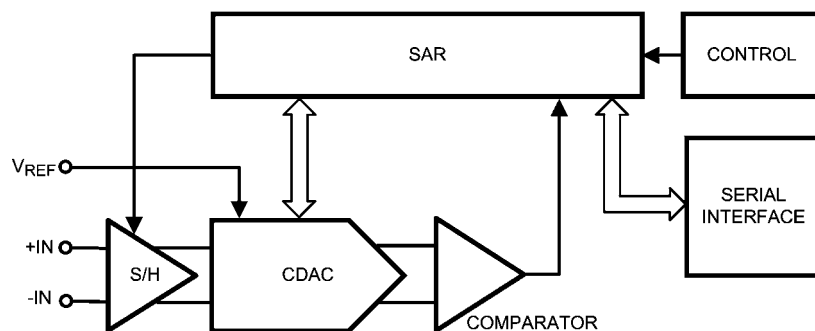 SAR
CONTROL
VREF
SERIAL
INTERFACE
+IN
S/H
CDAC
-IN
COMPARATOR